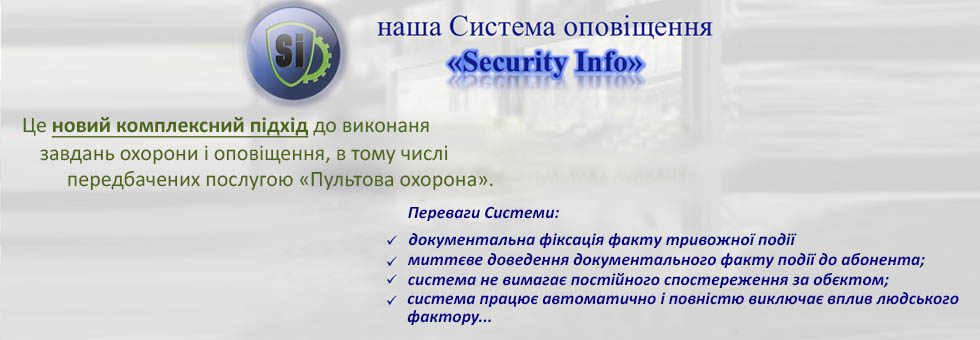 Si
наша Система оповіщення
«Security Info»
Це новий комплексний підхід до виконаня
завдань охорони і оповіщення, в тому числі
передбачених послугою «Пультова охорона».
Переваги Системи:
✓ документальна фіксація факту тривожної події
✓ миттєве доведення документального факту події до абонента;
✓ система не вимагає постійного спостереження за обєктом;
✓ система працює автоматично і повністю виключає вплив людського
фактору...